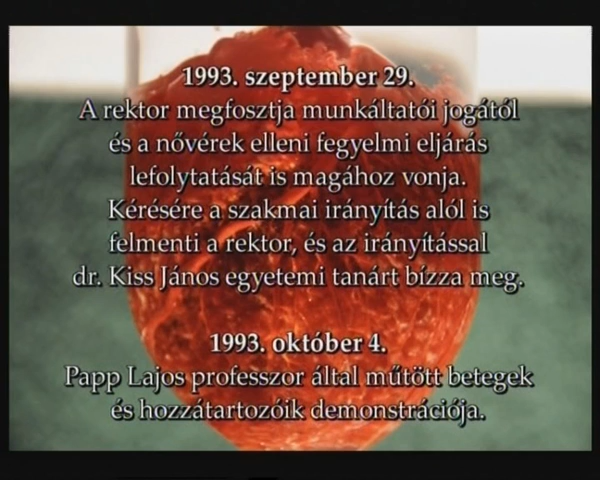 1993. szeptember 29.
A rektor megfosztja munkáltatói jogától
és a nővérek elleni fegyelmi eljárás
lefolytatását is magához vonja.
Kérésére a szakmai irányítás alól is
felmenti a rektor, és az irányítással
dr. Kiss János egyetemi tanárt bízza meg.
1993. október 4.
Papp Lajos professzor által műtött betegek
és hozzátartozóik demonstrációja.